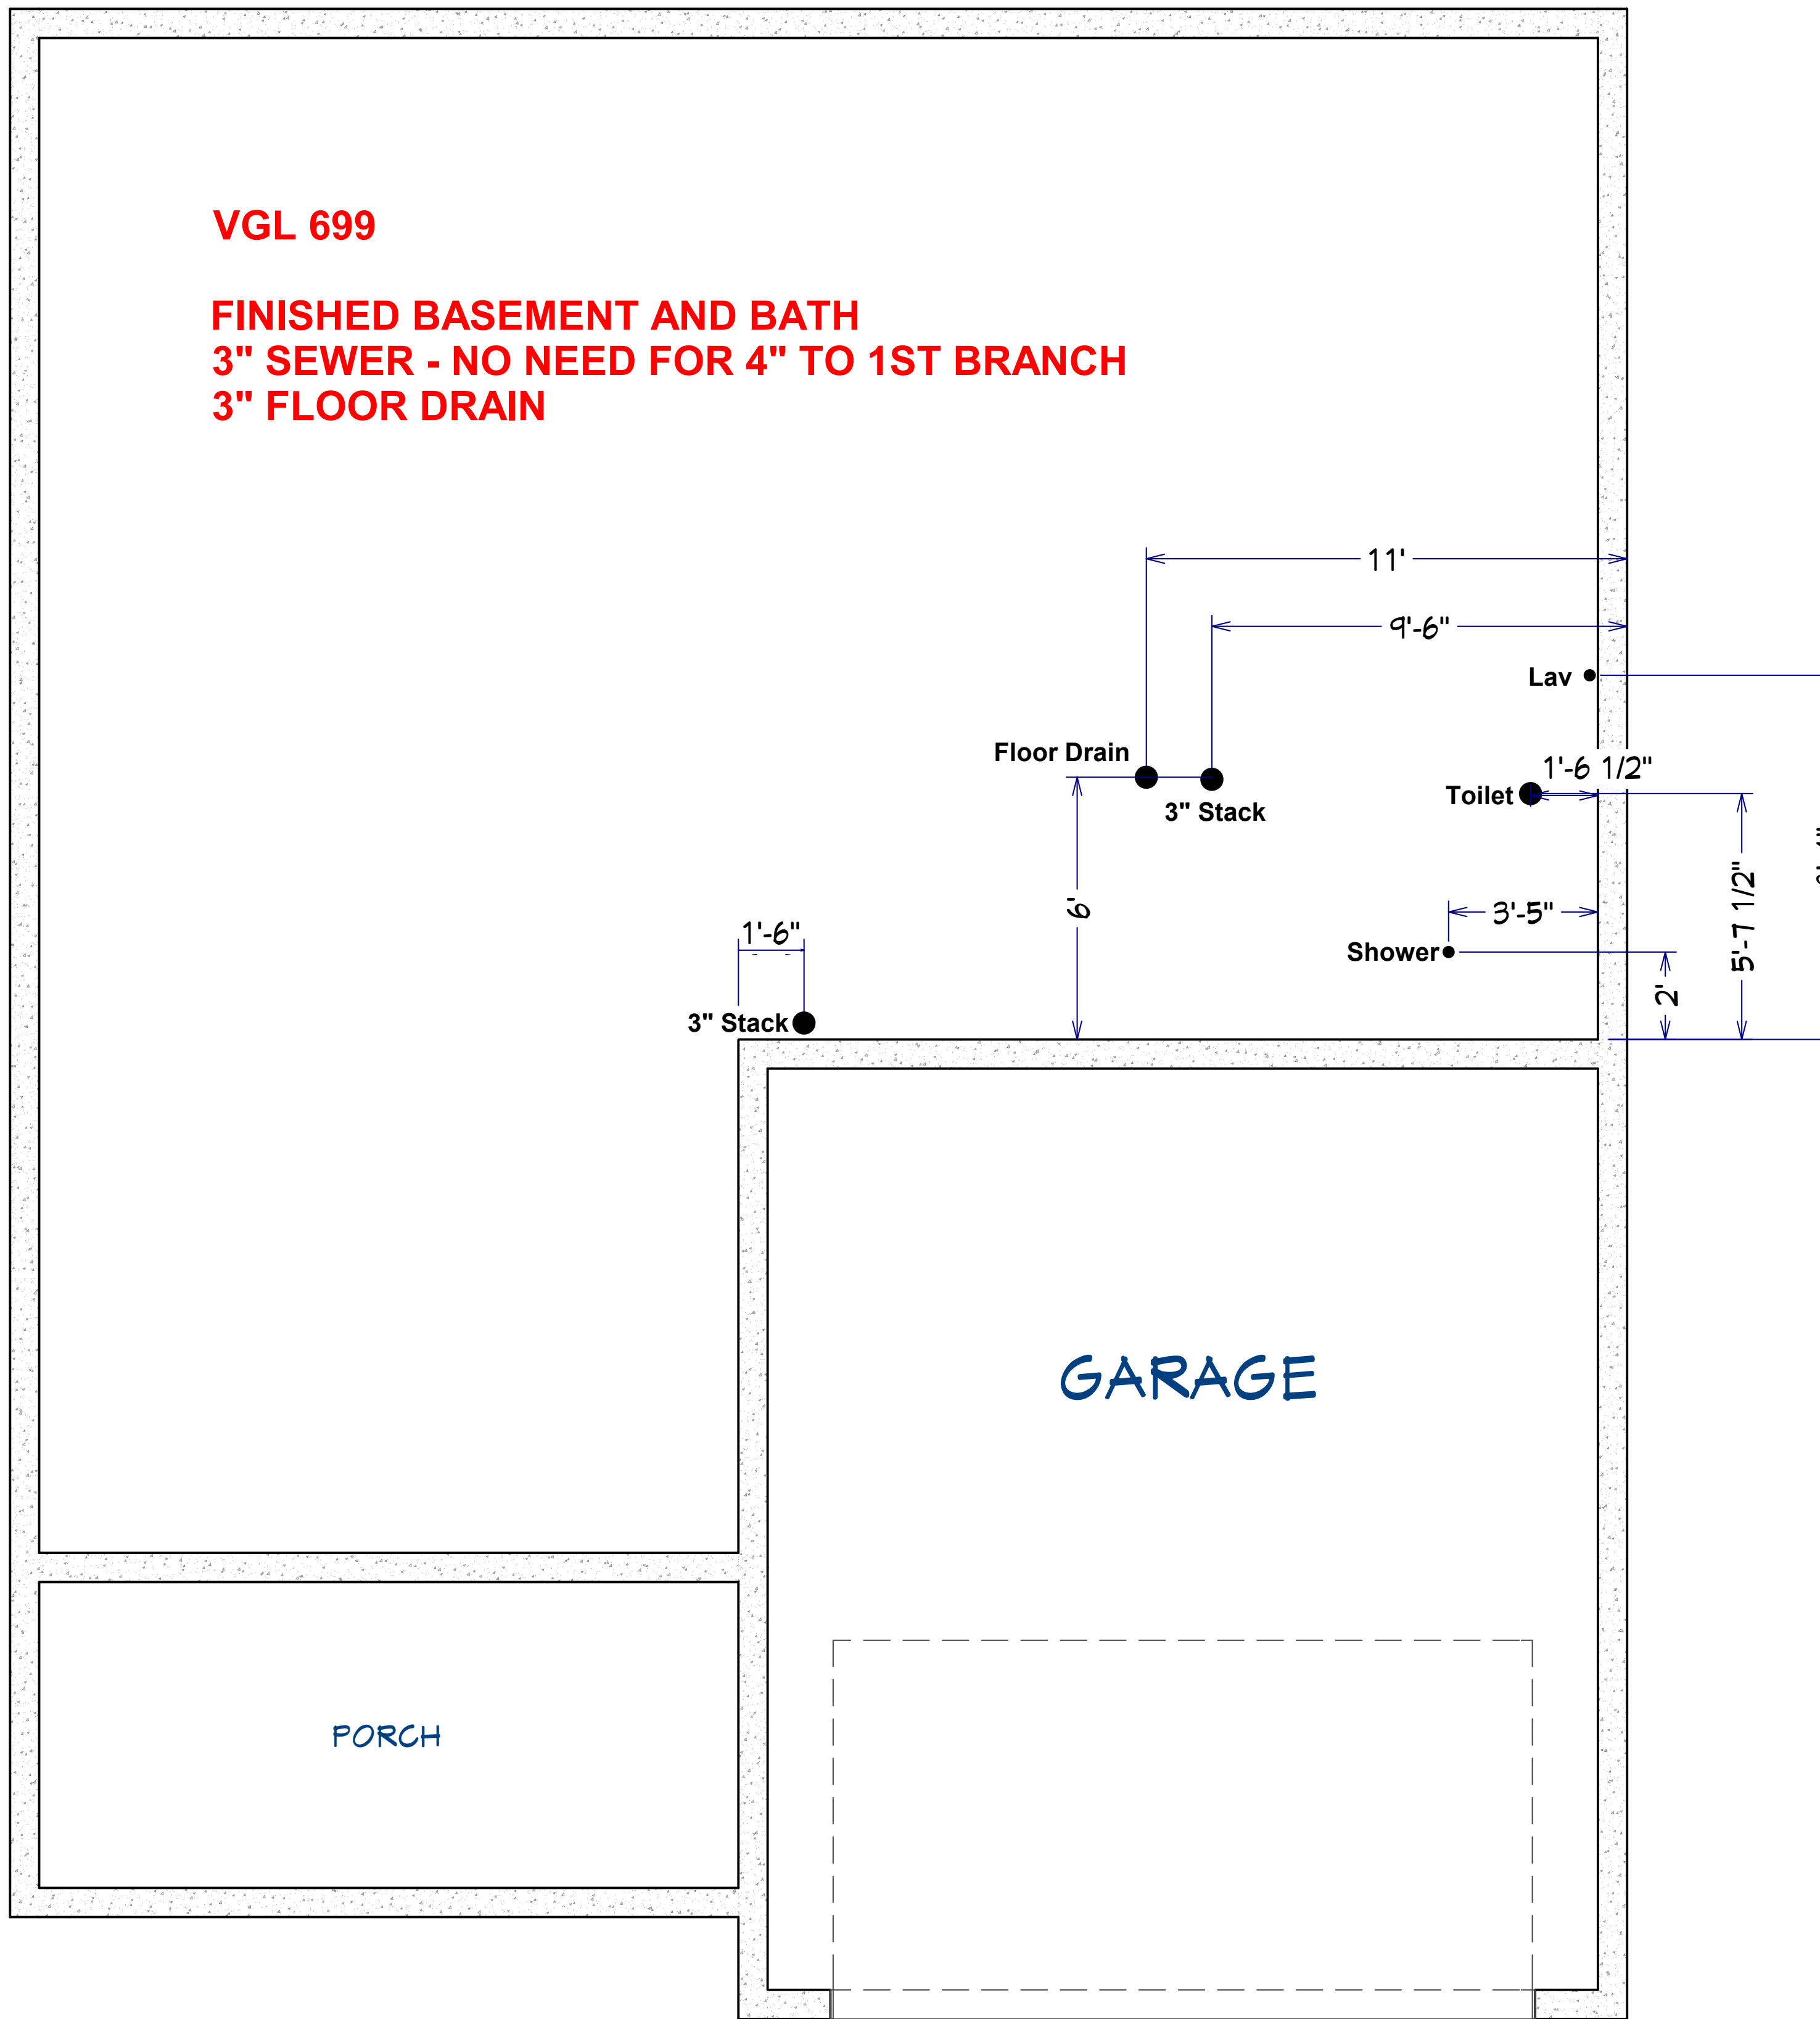 VGL 699
FINISHED BASEMENT AND BATH
3" SEWER - NO NEED FOR 4" TO 1ST BRANCH
3" FLOOR DRAIN
11'
9'-6"
Lav
Floor Drain
1'-6 1/2"
Toilet
3" Stack
6'
5'-7 1/2"
3'-5"
1'-6"
Shower
2'
3" Stack
GARAGE
PORCH